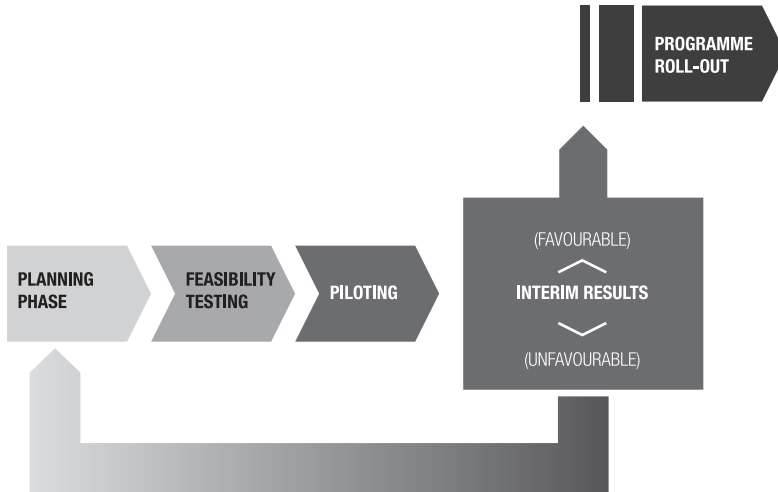 PROGRAMME
ROLL-OUT
(FAVOURABLE)
PLANNING
PHASE
FEASIBILITY
TESTING
PILOTING
INTERIM RESULTS
(UNFAVOURABLE)